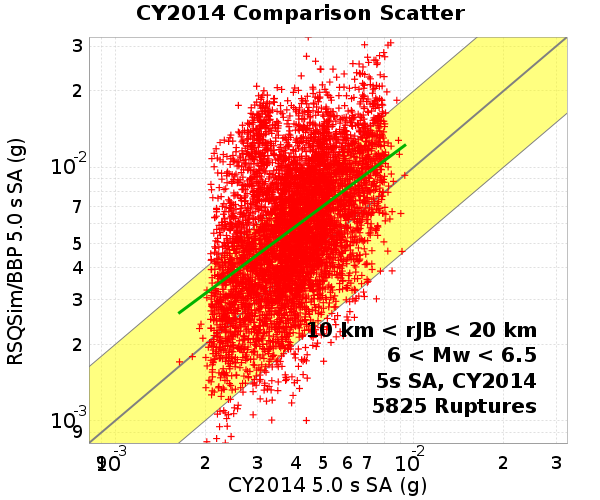 CY2014 Comparison Scatter
RSQSim/BBP 5.0 s SA (g)
3
2
10-2
7
5
4
3
2
10-3
9
10 km < rJB < 20 km
6 < Mw < 6.5
5s SA, CY2014
5825 Ruptures
9 10-3 2 3 4 5 6 7 10-2 2 3
CY2014 5.0 s SA (g)